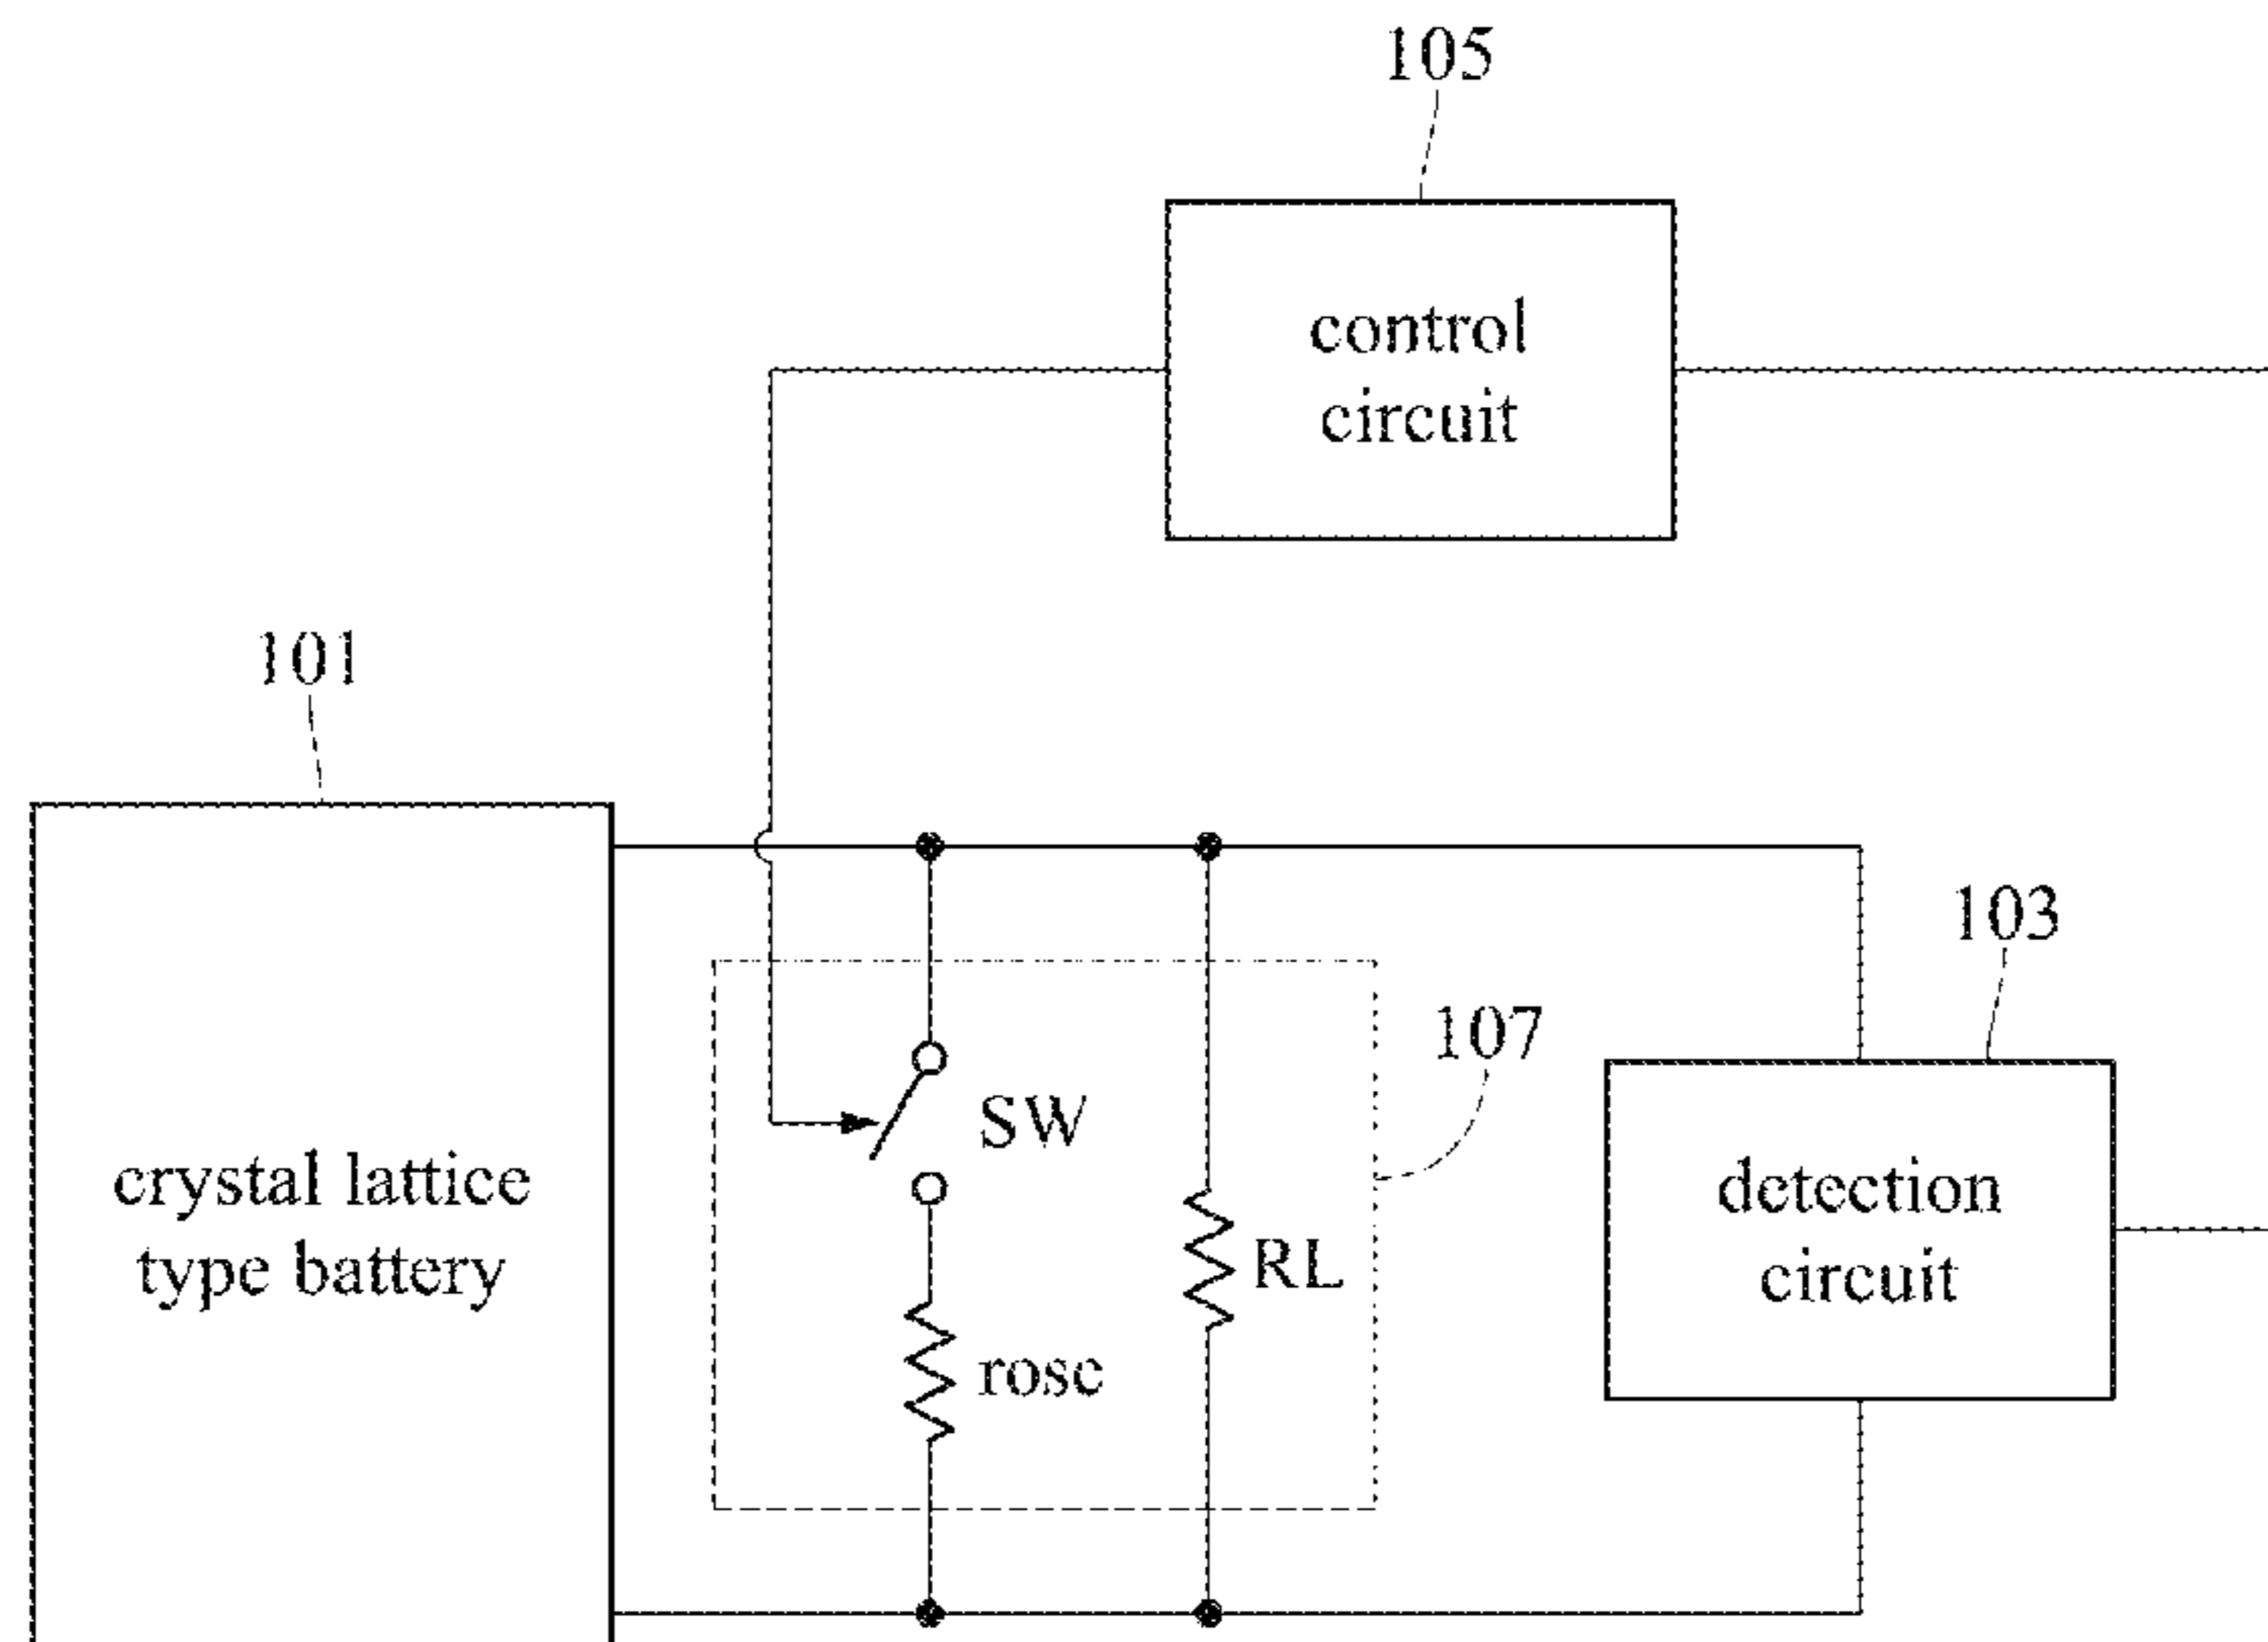 105
control
circuit
101
103
107
SW
crystal lattice
type battery
detection
circuit
RL
rosc